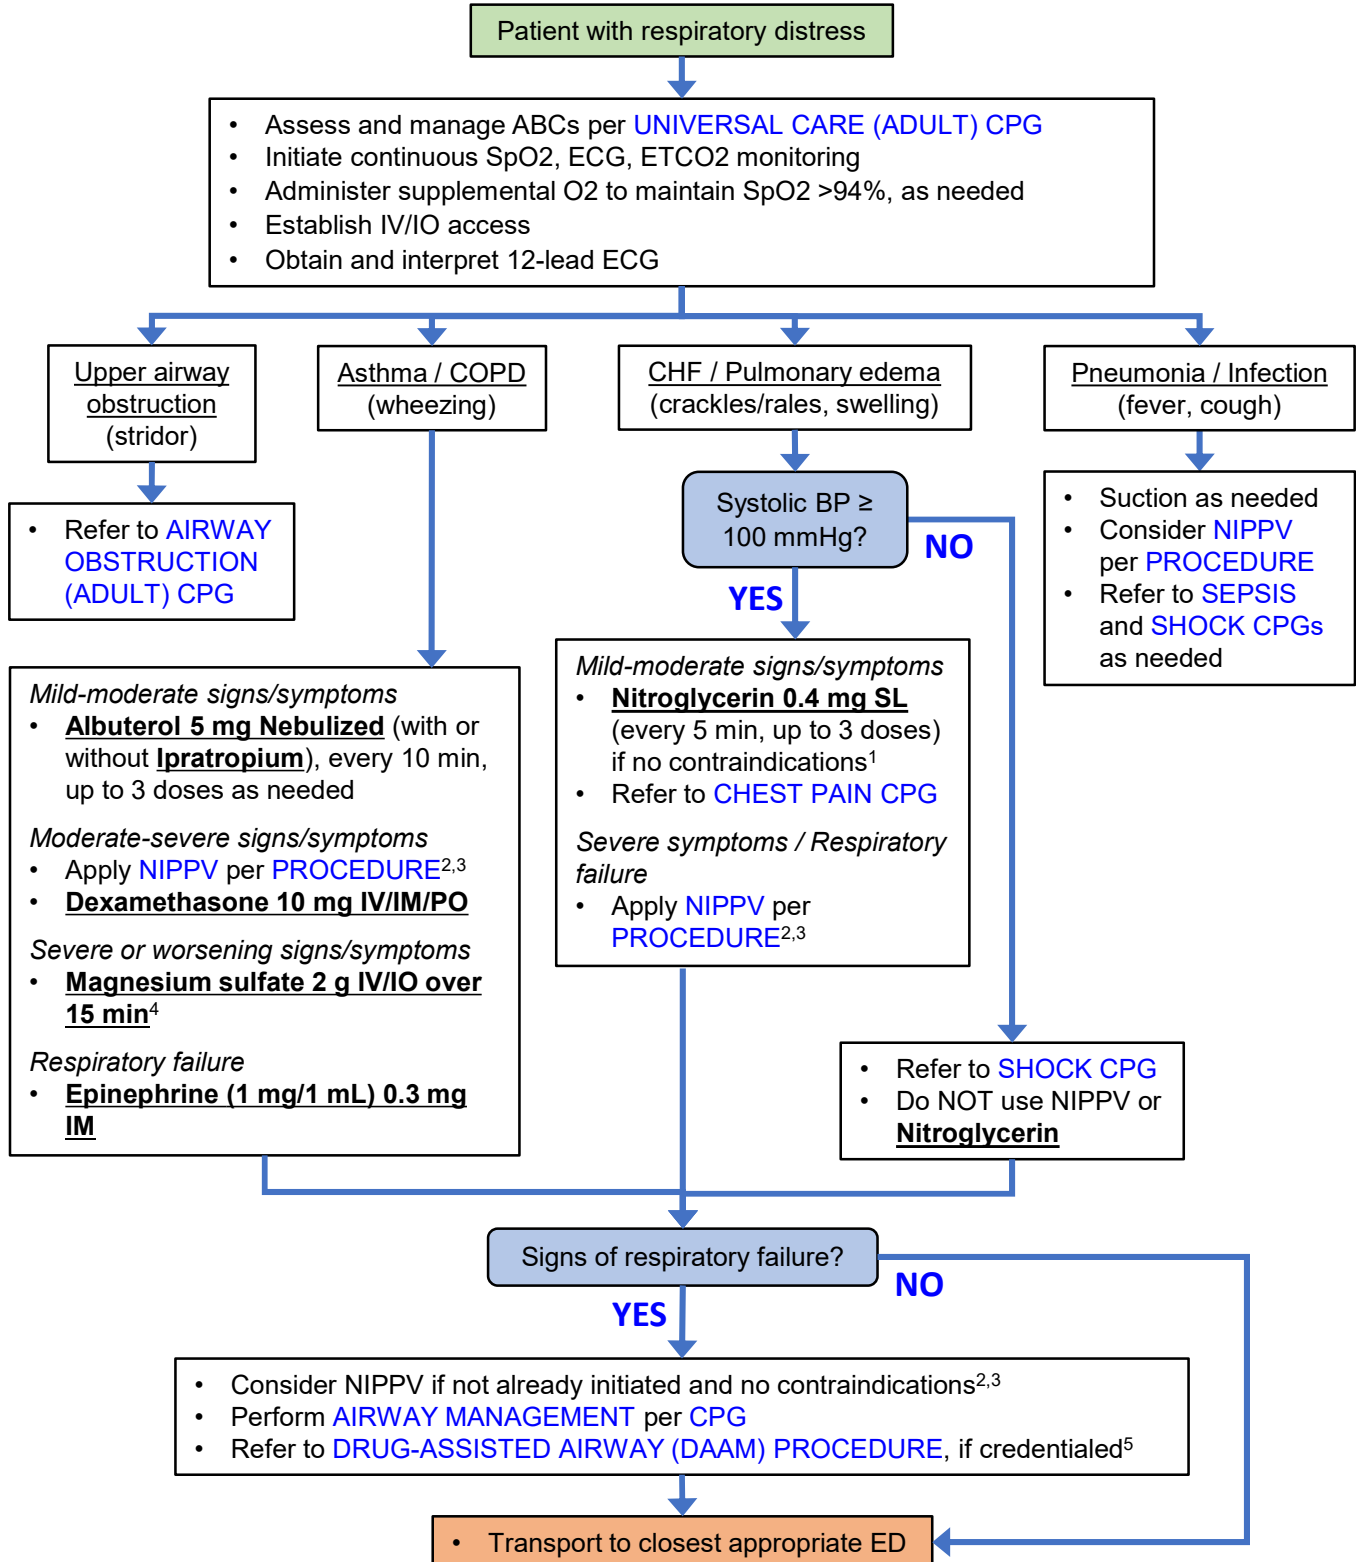 Patient with respiratory distress
• Assess and manage ABCs per UNIVERSAL CARE (ADULT) CPG
• Initiate continuous SpO2, ECG, ETCO2 monitoring
• Administer supplemental O2 to maintain SpO2 >94%, as needed
• Establish IV/IO access
• Obtain and interpret 12-lead ECG
Upper airway
obstruction
(stridor)
• Refer to AIRWAY
OBSTRUCTION
(ADULT) CPG
Asthma / COPD
(wheezing)
Mild-moderate signs/symptoms
• Albuterol 5 mg Nebulized (with or
without Ipratropium), every 10 min,
up to 3 doses as needed
Moderate-severe signs/symptoms
• Apply NIPPV per PROCEDURE2,3
• Dexamethasone 10 mg IV/IM/PO
Severe or worsening signs/symptoms
• Magnesium sulfate 2 g IV/IO over
15 min4
Respiratory failure
• Epinephrine (1 mg/1 mL) 0.3 mg
IM
CHF / Pulmonary edema
(crackles/rales, swelling)
Systolic BP ≥
100 mmHg?
NO
YES
Mild-moderate signs/symptoms
• Nitroglycerin 0.4 mg SL
(every 5 min, up to 3 doses)
if no contraindications1
• Refer to CHEST PAIN CPG
Severe symptoms / Respiratory
failure
• Apply NIPPV per
PROCEDURE2,3
• Refer to SHOCK CPG
• Do NOT use NIPPV or
Nitroglycerin
Pneumonia / Infection
(fever, cough)
• Suction as needed
• Consider NIPPV
per PROCEDURE
• Refer to SEPSIS
and SHOCK CPGs
as needed
Signs of respiratory failure?
NO
YES
• Consider NIPPV if not already initiated and no contraindications2,3
• Perform AIRWAY MANAGEMENT per CPG
• Refer to DRUG-ASSISTED AIRWAY (DAAM) PROCEDURE, if credentialed5
• Transport to closest appropriate ED